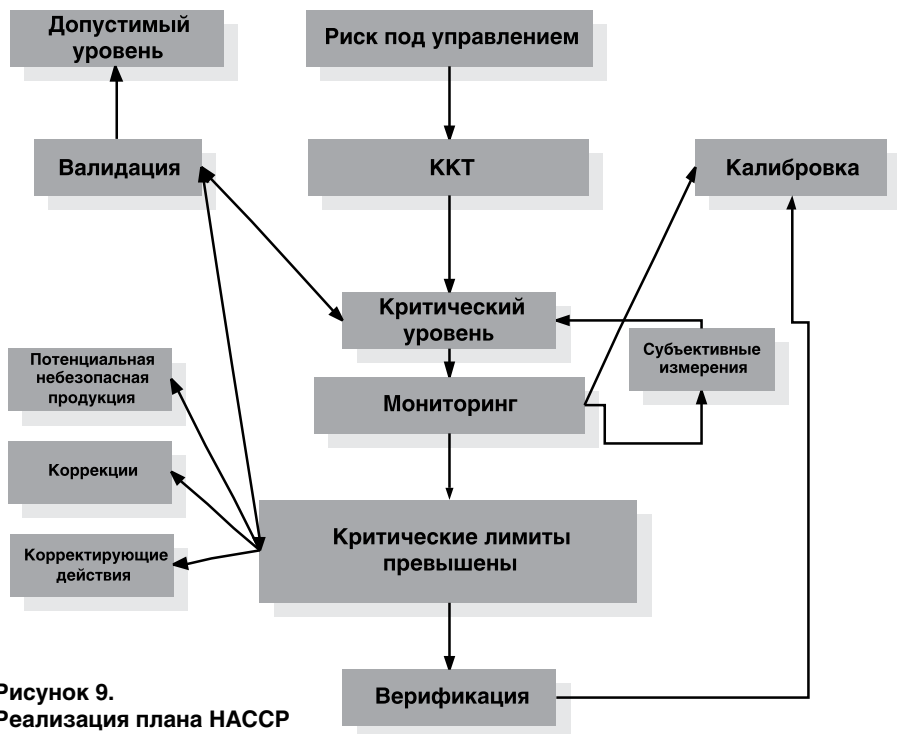 Допустимый
уровень
Риск под управлением
Валидация
ККТ
Калибровка
Критический
уровень
Субъективные
измерения
Потенциальная
небезопасная
продукция
Мониторинг
Коррекции
Критические лимиты
превышены
Корректирующие
действия
Верификация
Рисунок 9.
Реализация плана НАССР